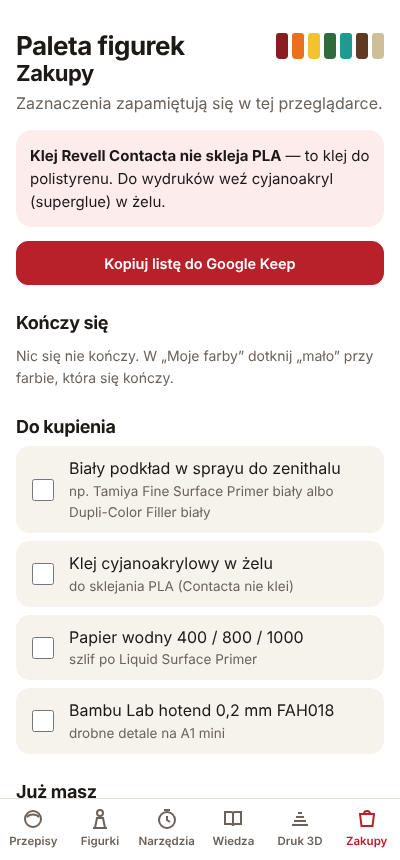 Paleta figurek
Zakupy
Zaznaczenia zapamiętują się w tej przeglądarce.
Klej Revell Contacta nie skleja PLA — to klej do
polistyrenu. Do wydruków weź cyjanoakryl
(superglue) w żelu.
Kopiuj listę do Google Keep
Kończy się
Nic się nie kończy. W „Moje farby” dotknij „mało” przy
farbie, która się kończy.
Do kupienia
Biały podkład w sprayu do zenithalu
np. Tamiya Fine Surface Primer biały albo
Dupli-Color Filler biały
Klej cyjanoakrylowy w żelu
do sklejania PLA (Contacta nie klei)
Papier wodny 400 / 800 / 1000
szlif po Liquid Surface Primer
Bambu Lab hotend 0,2 mm FAH018
drobne detale na A1 mini
Już masz
Przepisy
Figurki
Narzędzia
Wiedza
Druk 3D
Zakupy